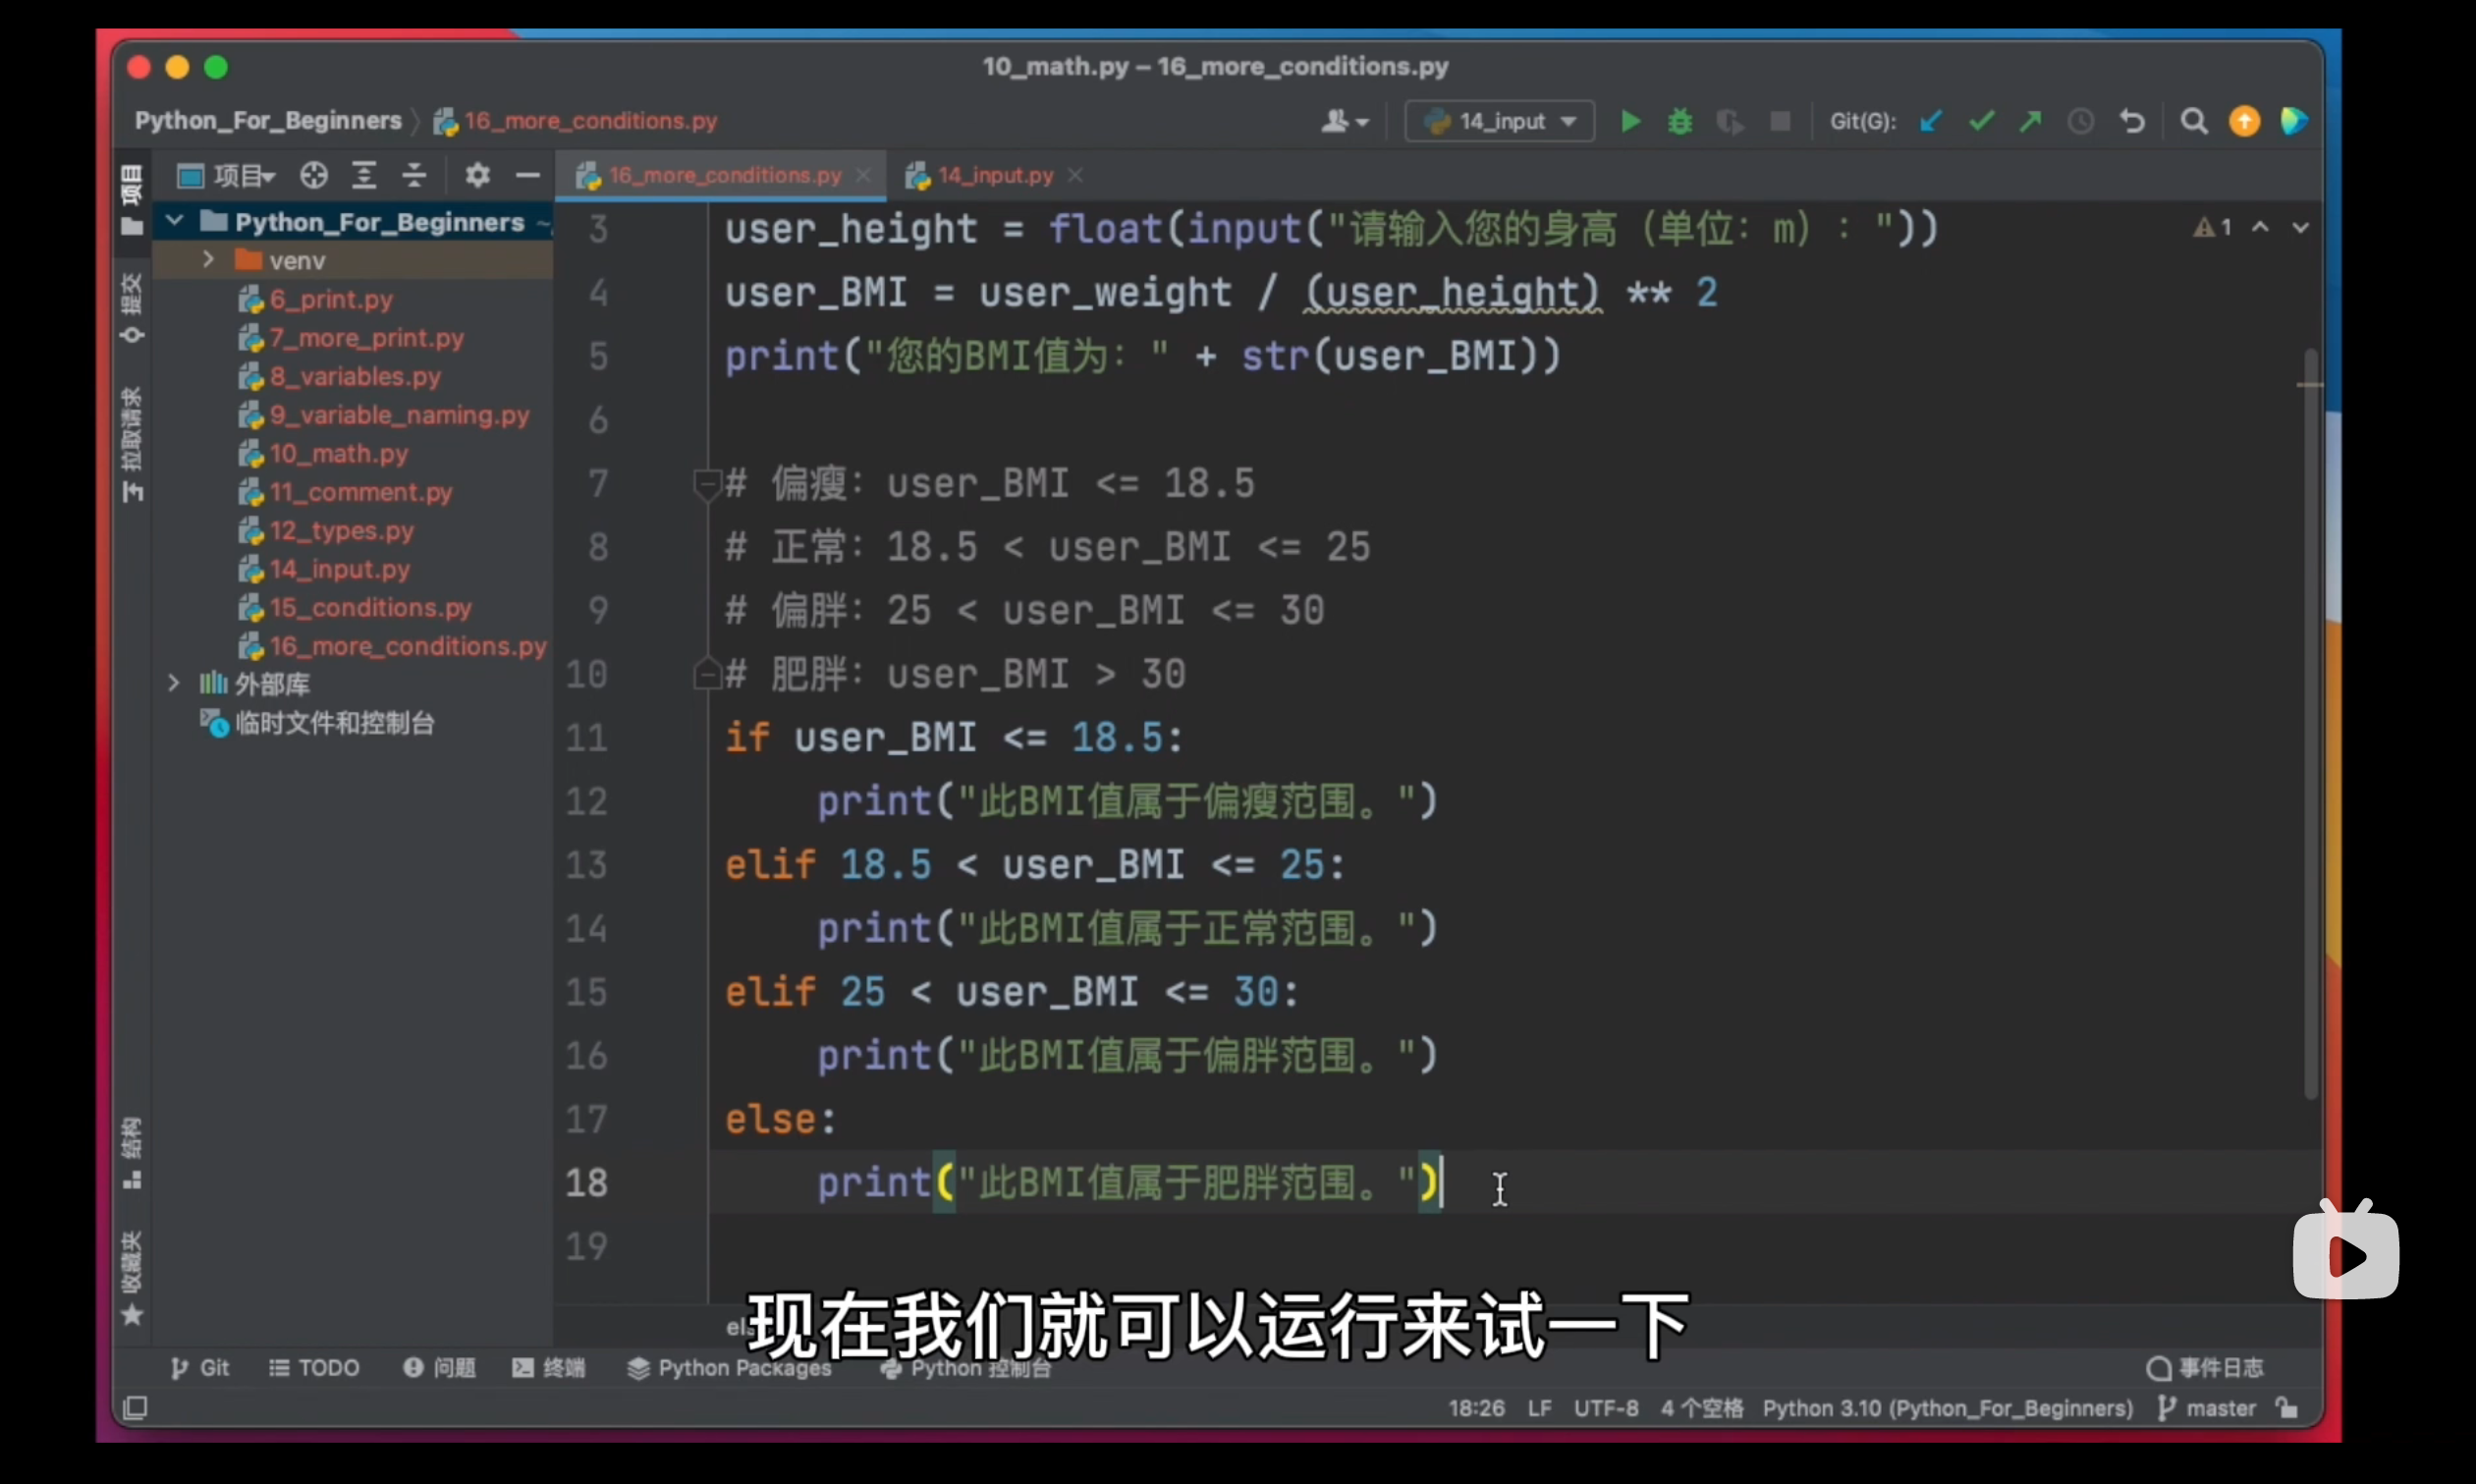 10_math.py – 16_more_conditions.py
Python_For_Beginners
16_more_conditions.py
14_input
Git(G):
项目
16_more_conditions.py
14_input.py
项目
提交
拉取请求
结构
收藏夹
Python_For_Beginners
venv
6_print.py
7_more_print.py
8_variables.py
9_variable_naming.py
10_math.py
11_comment.py
12_types.py
14_input.py
15_conditions.py
16_more_conditions.py
外部库
临时文件和控制台
1
3 user_height = float(input("请输入您的身高（单位：m）："))
4 user_BMI = user_weight / (user_height) ** 2
5 print("您的BMI值为：" + str(user_BMI))
6
7 # 偏瘦：user_BMI <= 18.5
8 # 正常：18.5 < user_BMI <= 25
9 # 偏胖：25 < user_BMI <= 30
10 # 肥胖：user_BMI > 30
11 if user_BMI <= 18.5:
12     print("此BMI值属于偏瘦范围。")
13 elif 18.5 < user_BMI <= 25:
14     print("此BMI值属于正常范围。")
15 elif 25 < user_BMI <= 30:
16     print("此BMI值属于偏胖范围。")
17 else:
18     print("此BMI值属于肥胖范围。")
19
现在我们就可以运行来试一下
Git TODO 问题 终端 Python Packages Python 控制台 事件日志
18:26 LF UTF-8 4 个空格 Python 3.10 (Python_For_Beginners) master